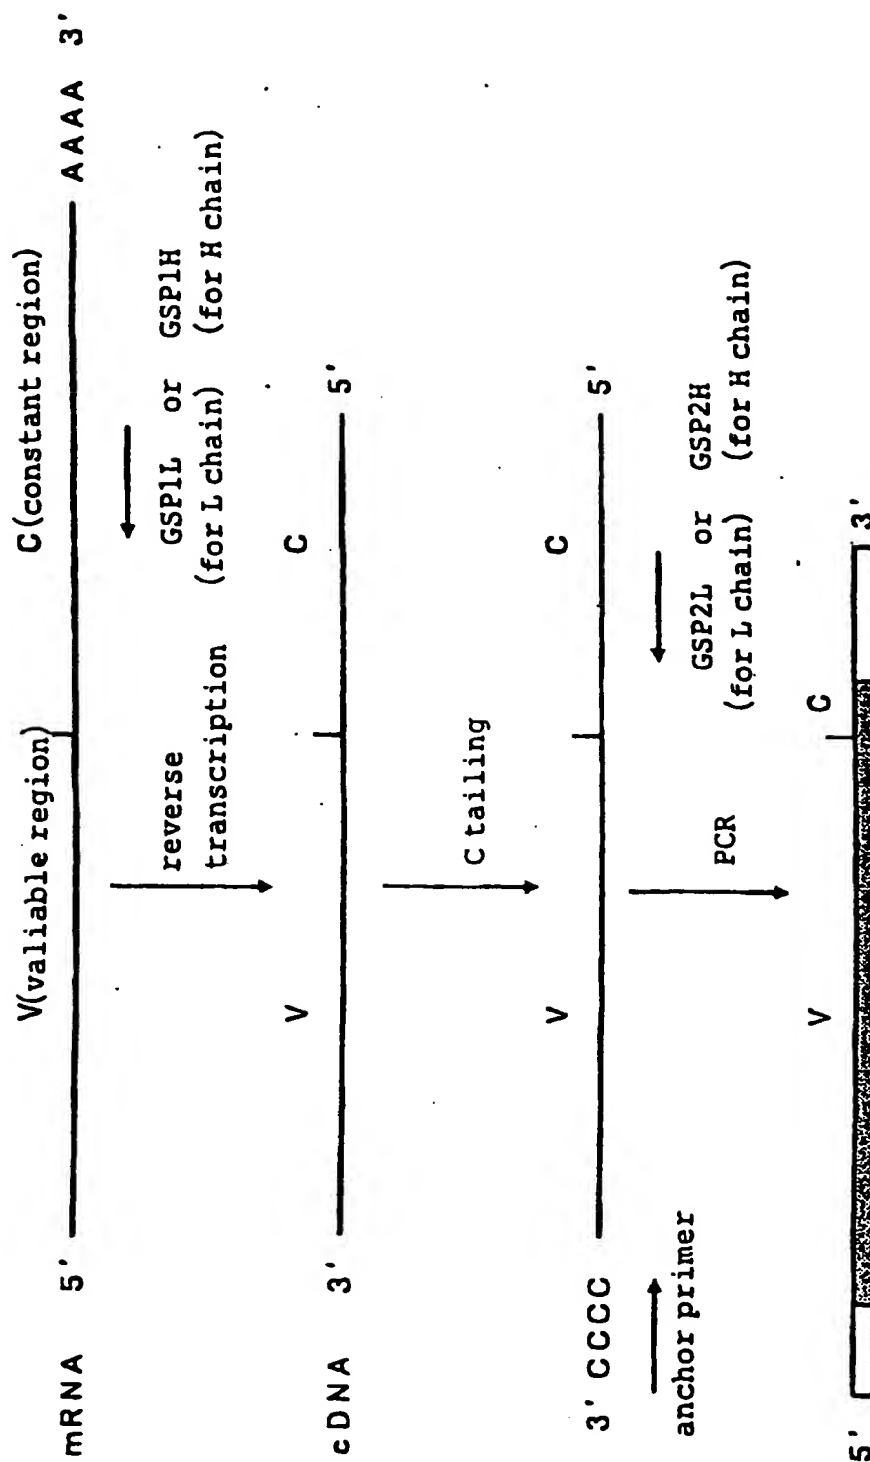 V(valiable region) C(constant region)
mRNA 5' AAAA 3'
reverse
transcription
GSP1L or GSP1H
(for L chain) (for H chain)
V C
cDNA 3' 5'
C tailing
V C
3' CCCC 5'
anchor primer
PCR
GSP2L or GSP2H
(for L chain) (for H chain)
V C
5' 3'